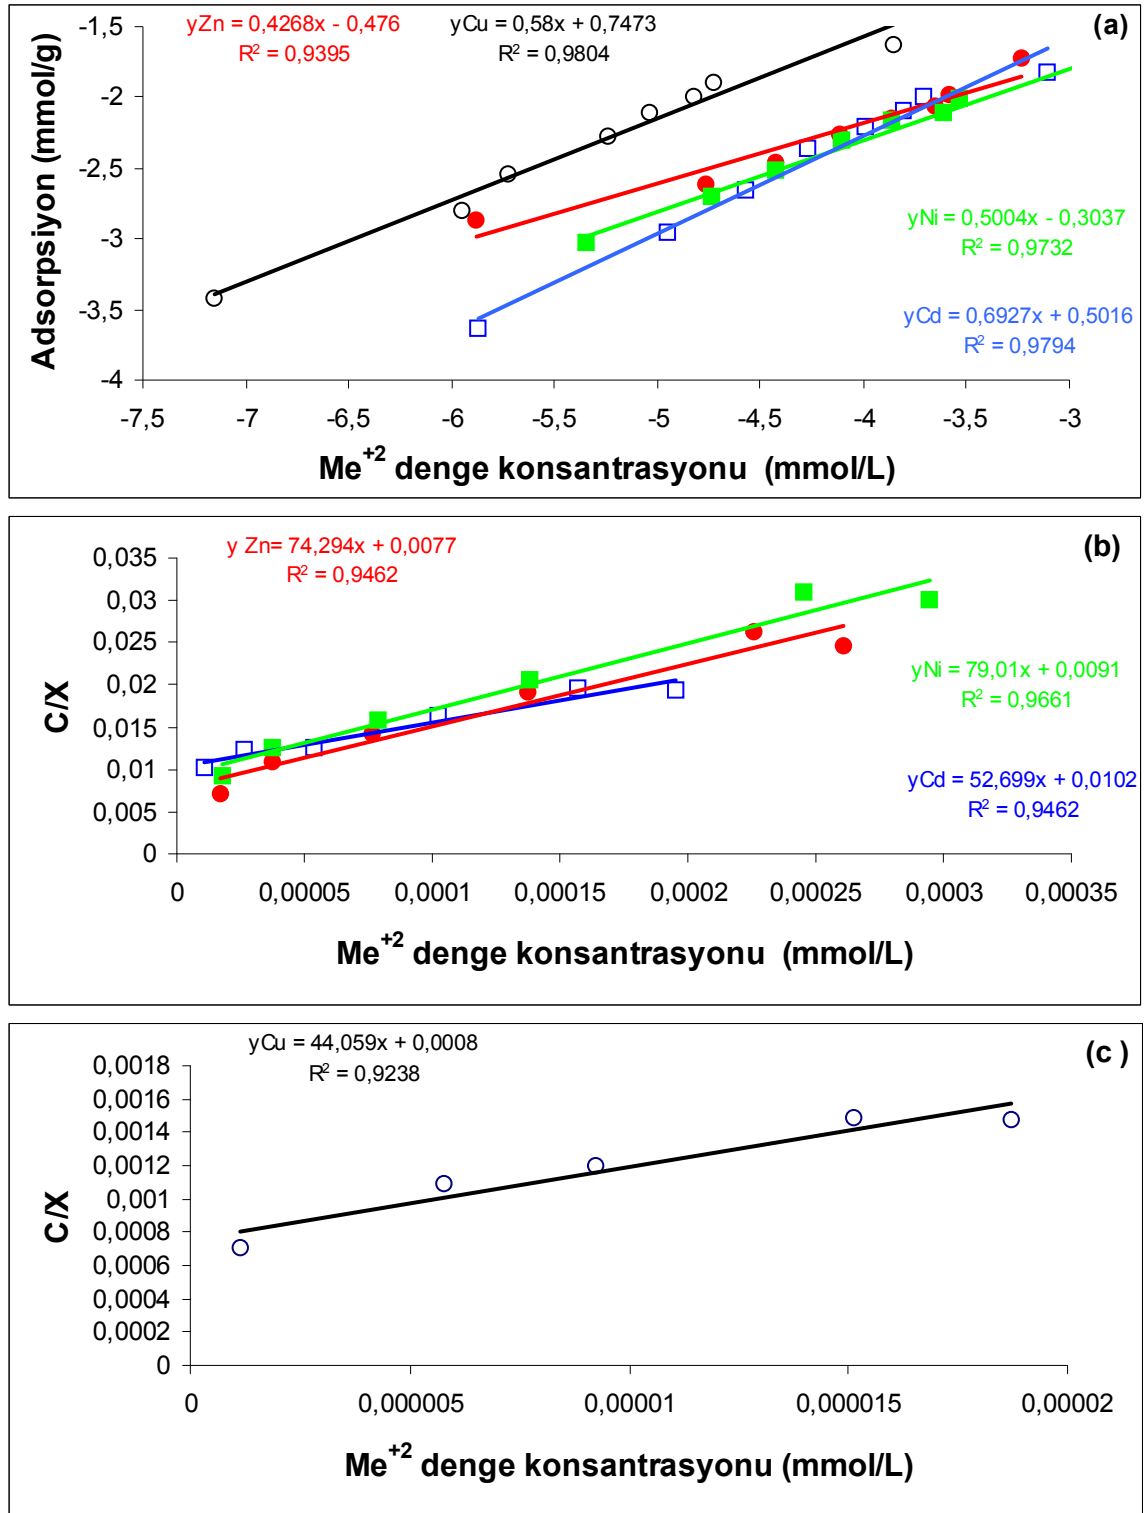 yZn = 0,4268x - 0,476
R² = 0,9395
yCu = 0,58x + 0,7473
R² = 0,9804
(a)
Adsorpsiyon (mmol/g)
-1,5
-2
-2,5
-3
-3,5
-4
yNi = 0,5004x - 0,3037
R² = 0,9732
yCd = 0,6927x + 0,5016
R² = 0,9794
-7,5 -7 -6,5 -6 -5,5 -5 -4,5 -4 -3,5 -3
Me⁺² denge konsantrasyonu (mmol/L)
y Zn= 74,294x + 0,0077
R² = 0,9462
(b)
C/X
0,035
0,03
0,025
0,02
0,015
0,01
0,005
0
yNi = 79,01x + 0,0091
R² = 0,9661
yCd = 52,699x + 0,0102
R² = 0,9462
0 0,00005 0,0001 0,00015 0,0002 0,00025 0,0003 0,00035
Me⁺² denge konsantrasyonu (mmol/L)
yCu = 44,059x + 0,0008
R² = 0,9238
(c )
C/X
0,0018
0,0016
0,0014
0,0012
0,001
0,0008
0,0006
0,0004
0,0002
0
0 0,000005 0,00001 0,000015 0,00002
Me⁺² denge konsantrasyonu (mmol/L)